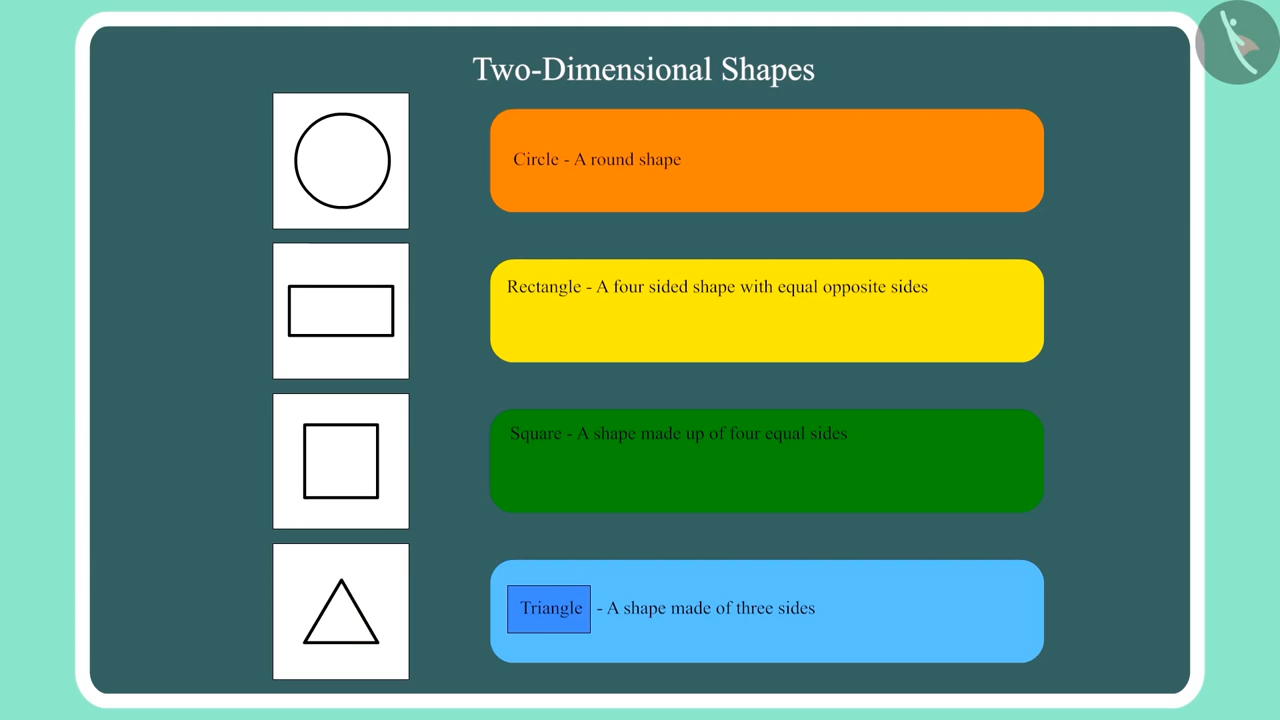 Two-Dimensional Shapes
Circle - A round shape
Rectangle - A four sided shape with equal opposite sides
Square - A shape made up of four equal sides
Triangle - A shape made of three sides